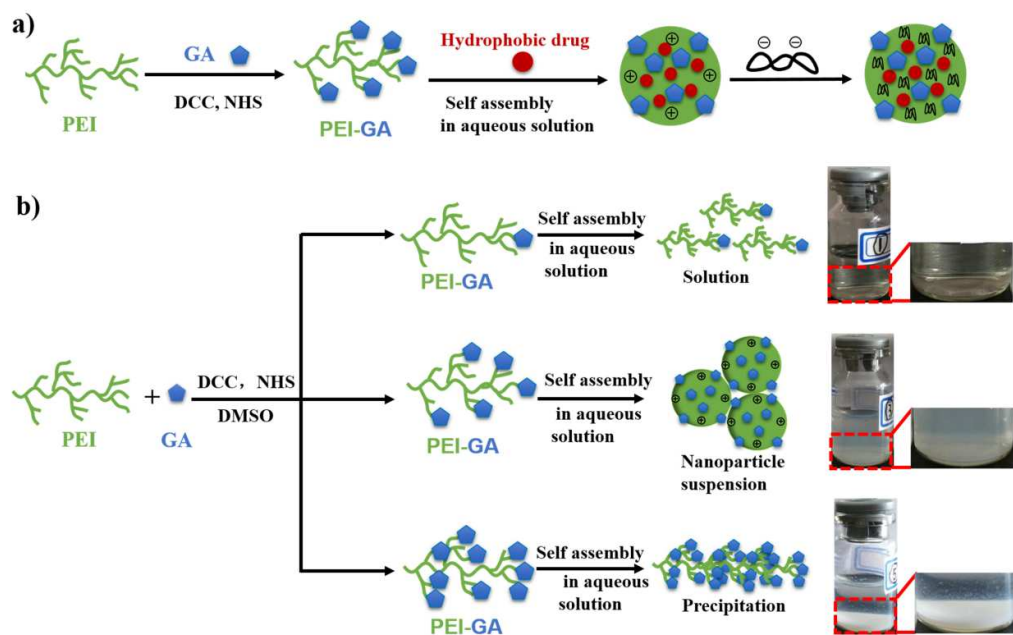 a)
GA
DCC, NHS
PEI
PEI-GA
Hydrophobic drug
Self assembly
in aqueous solution
b)
PEI
+
GA
DCC, NHS
DMSO
PEI-GA
Self assembly
in aqueous
solution
Solution
1
PEI-GA
Self assembly
in aqueous
solution
Nanoparticle
suspension
PEI-GA
Self assembly
in aqueous
solution
Precipitation